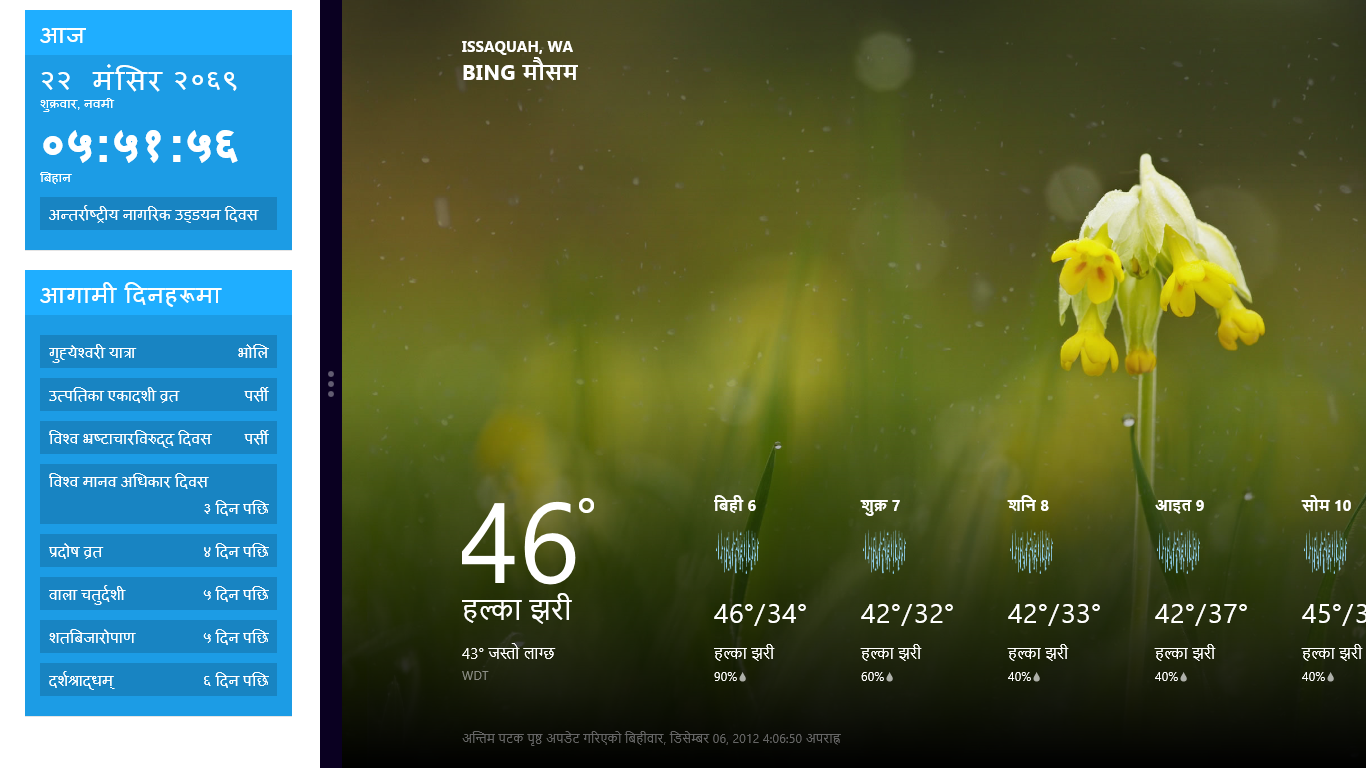 आज
२२ मंसिर २०६९
शुक्रवार, नवमी
०५:५१:५६
बिहान
अन्तर्राष्ट्रीय नागरिक उड्डयन दिवस
आगामी दिनहरूमा
गुह्येश्वरी यात्रा भोलि
उत्पतिका एकादशी व्रत पर्सी
विश्व भ्रष्टाचारविरुद्द दिवस पर्सी
विश्व मानव अधिकार दिवस
३ दिन पछि
प्रदोष व्रत ४ दिन पछि
वाला चतुर्दशी ५ दिन पछि
शतबिजारोपाण ५ दिन पछि
दर्शश्राद्धम् ६ दिन पछि
ISSAQUAH, WA
BING मौसम
46°
हल्का झरी
43° जस्तो लाग्छ
WDT
बिही 6 शुक्र 7 शनि 8 आइत 9 सोम 10
46°/34° 42°/32° 42°/33° 42°/37° 45°/3
हल्का झरी हल्का झरी हल्का झरी हल्का झरी हल्का झरी
90% 60% 40% 40% 40%
अन्तिम पटक पृष्ठ अपडेट गरिएको बिहीवार, डिसेम्बर 06, 2012 4:06:50 अपराह्न